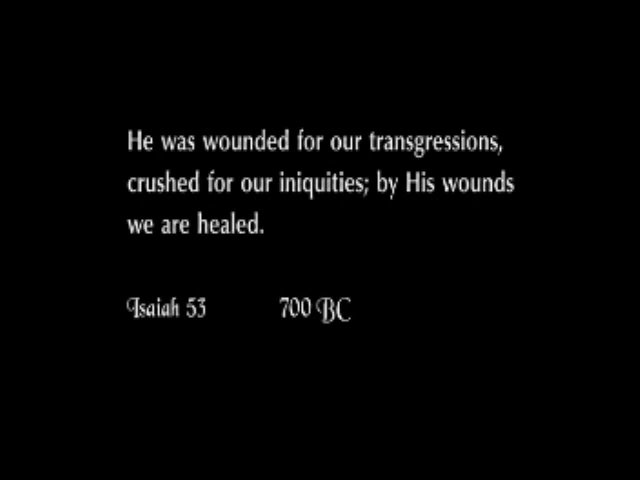 He was wounded for our transgressions,
crushed for our iniquities; by His wounds
we are healed.
Isaiah 53 700 BC